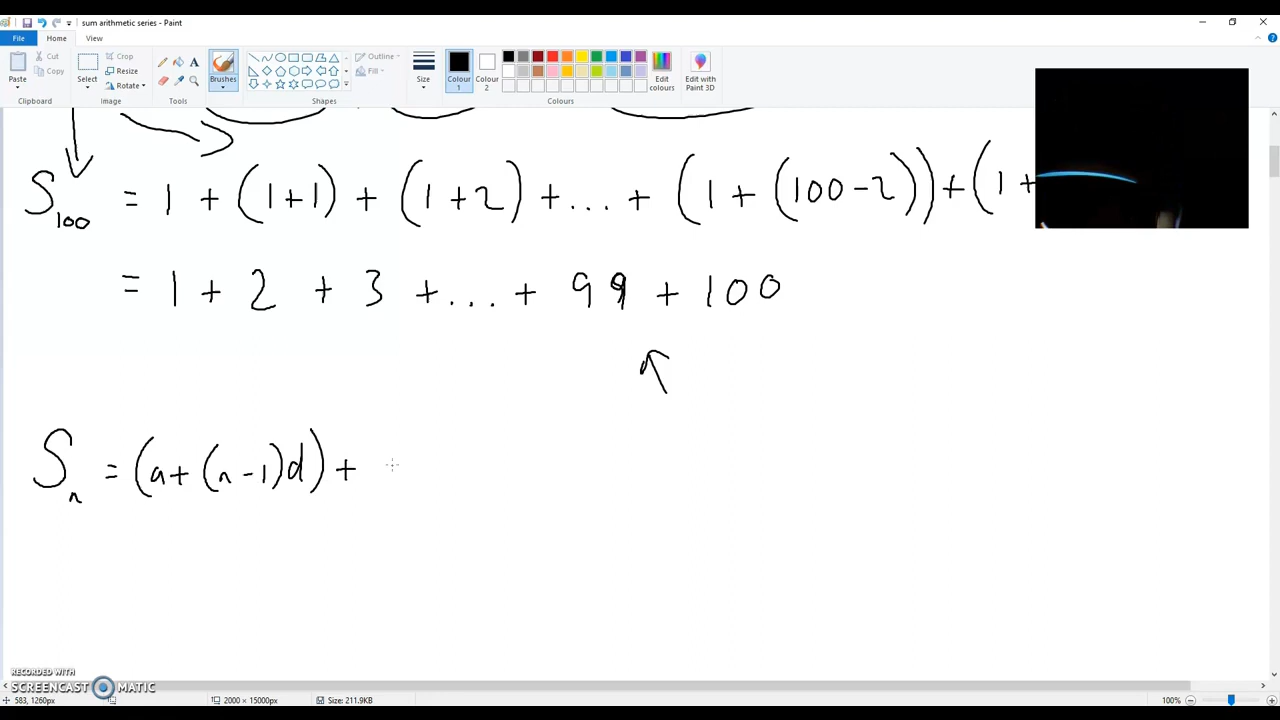 sum arithmetic series - Paint
File Home View
Paste Cut Copy Clipboard
Select Crop Resize Rotate Image
Tools
Brushes
Shapes Outline Fill
Size
Colour 1 Colour 2 Edit colours Colours
Edit with Paint 3D
S₁₀₀ = 1 + (1+1) + (1+2) +...+ (1 + (100-2)) + (1 +
= 1 + 2 + 3 +...+ 99 + 100
Sₙ = (a+(n-1)d) +
RECORDED WITH
SCREENCAST MATIC
583, 1260px 2000 × 15000px Size: 211.9KB 100%